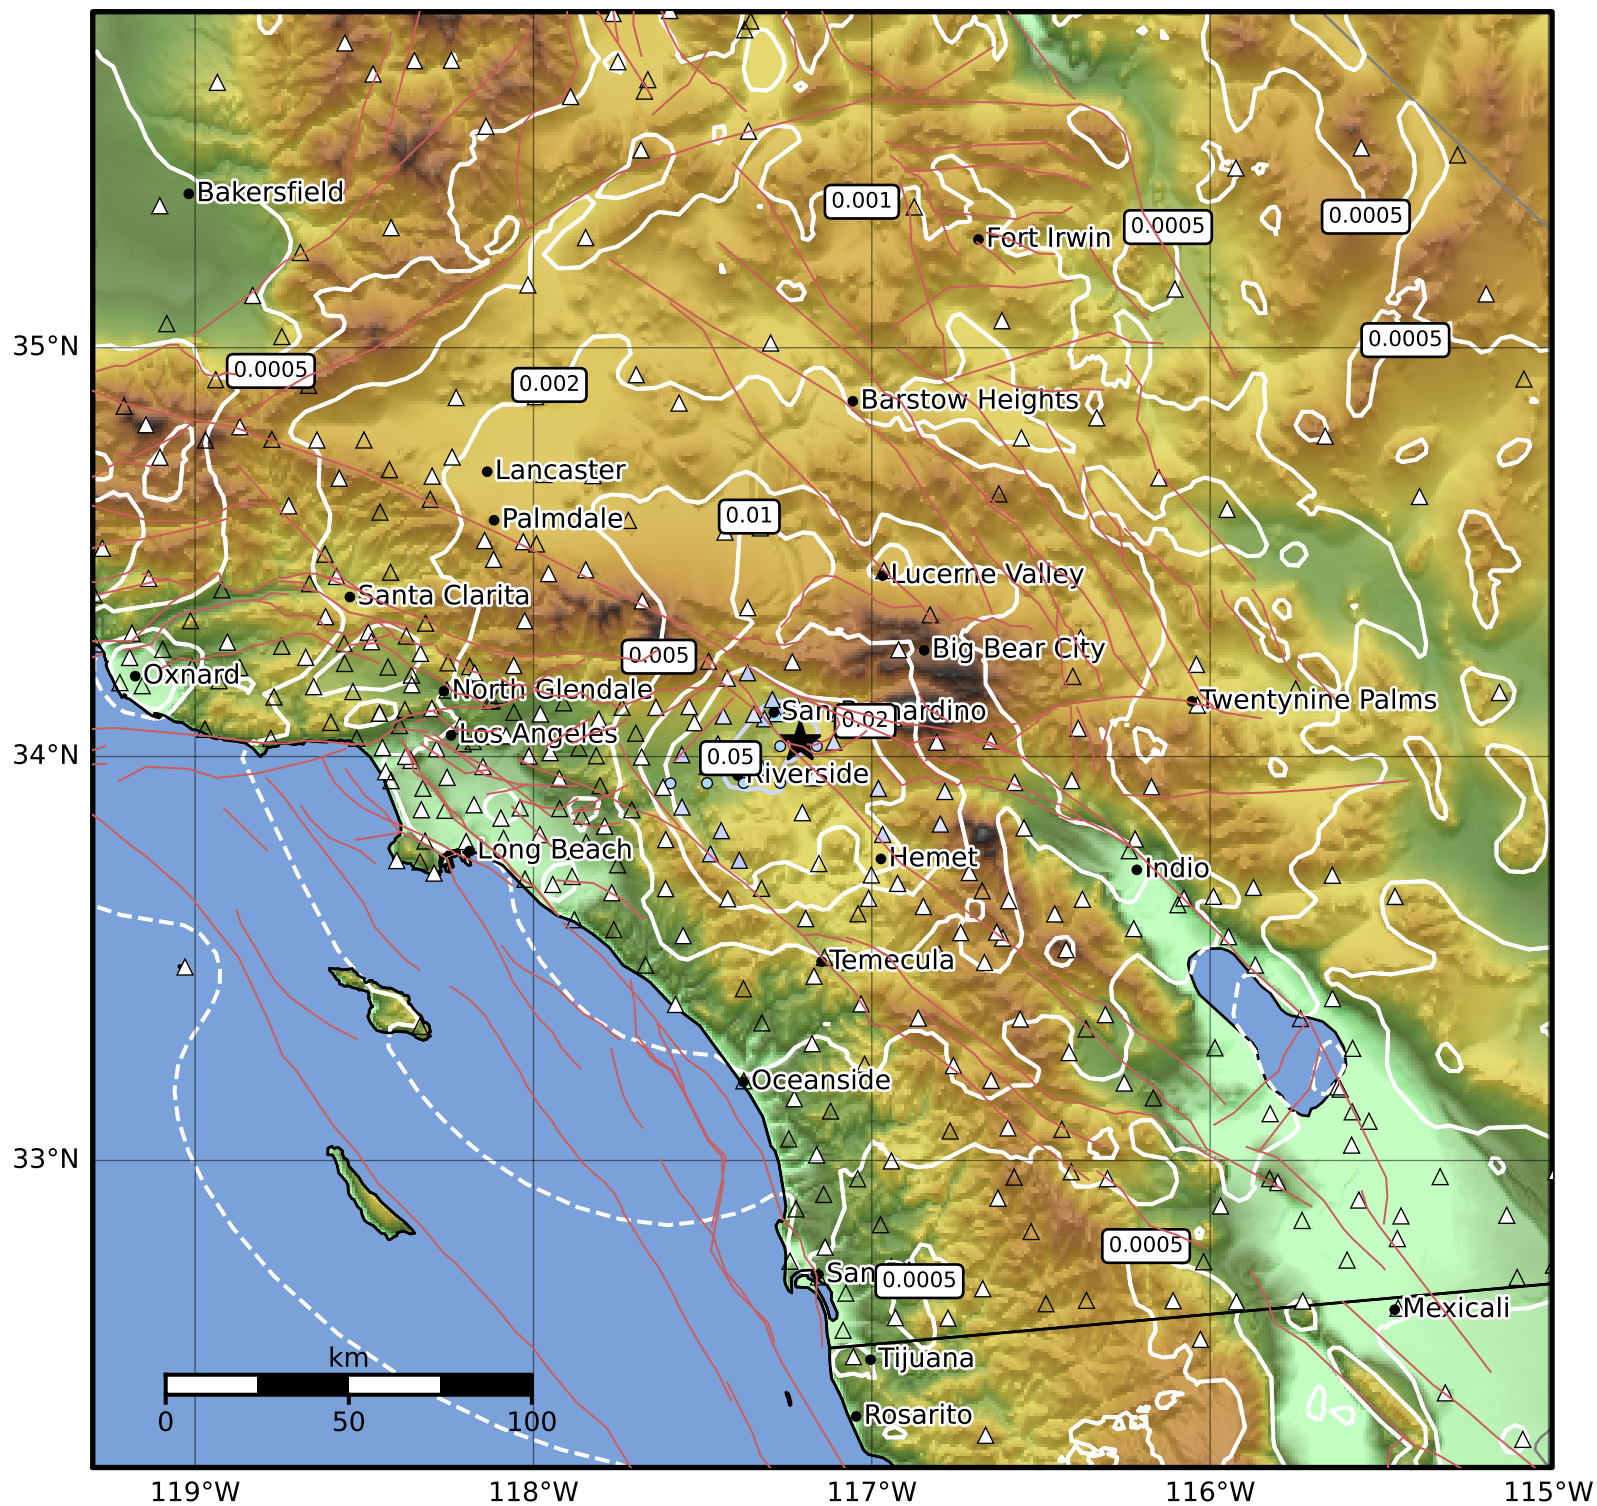 Bakersfield
0.001
0.0005
0.0005
Fort Irwin
35°N
0.0005
0.0005
0.002
Barstow Heights
Lancaster
Palmdale
0.01
Lucerne Valley
Santa Clarita
0.005
Big Bear City
Oxnard
North Glendale
Twentynine Palms
San nardino
0.02
Los Angeles
34°N
0.05
Riverside
Long Beach
Hemet
Indio
Temecula
Oceanside
33°N
0.0005
San
0.0005
Mexicali
Tijuana
km
0 50 100
Rosarito
119°W 118°W 117°W 116°W 115°W